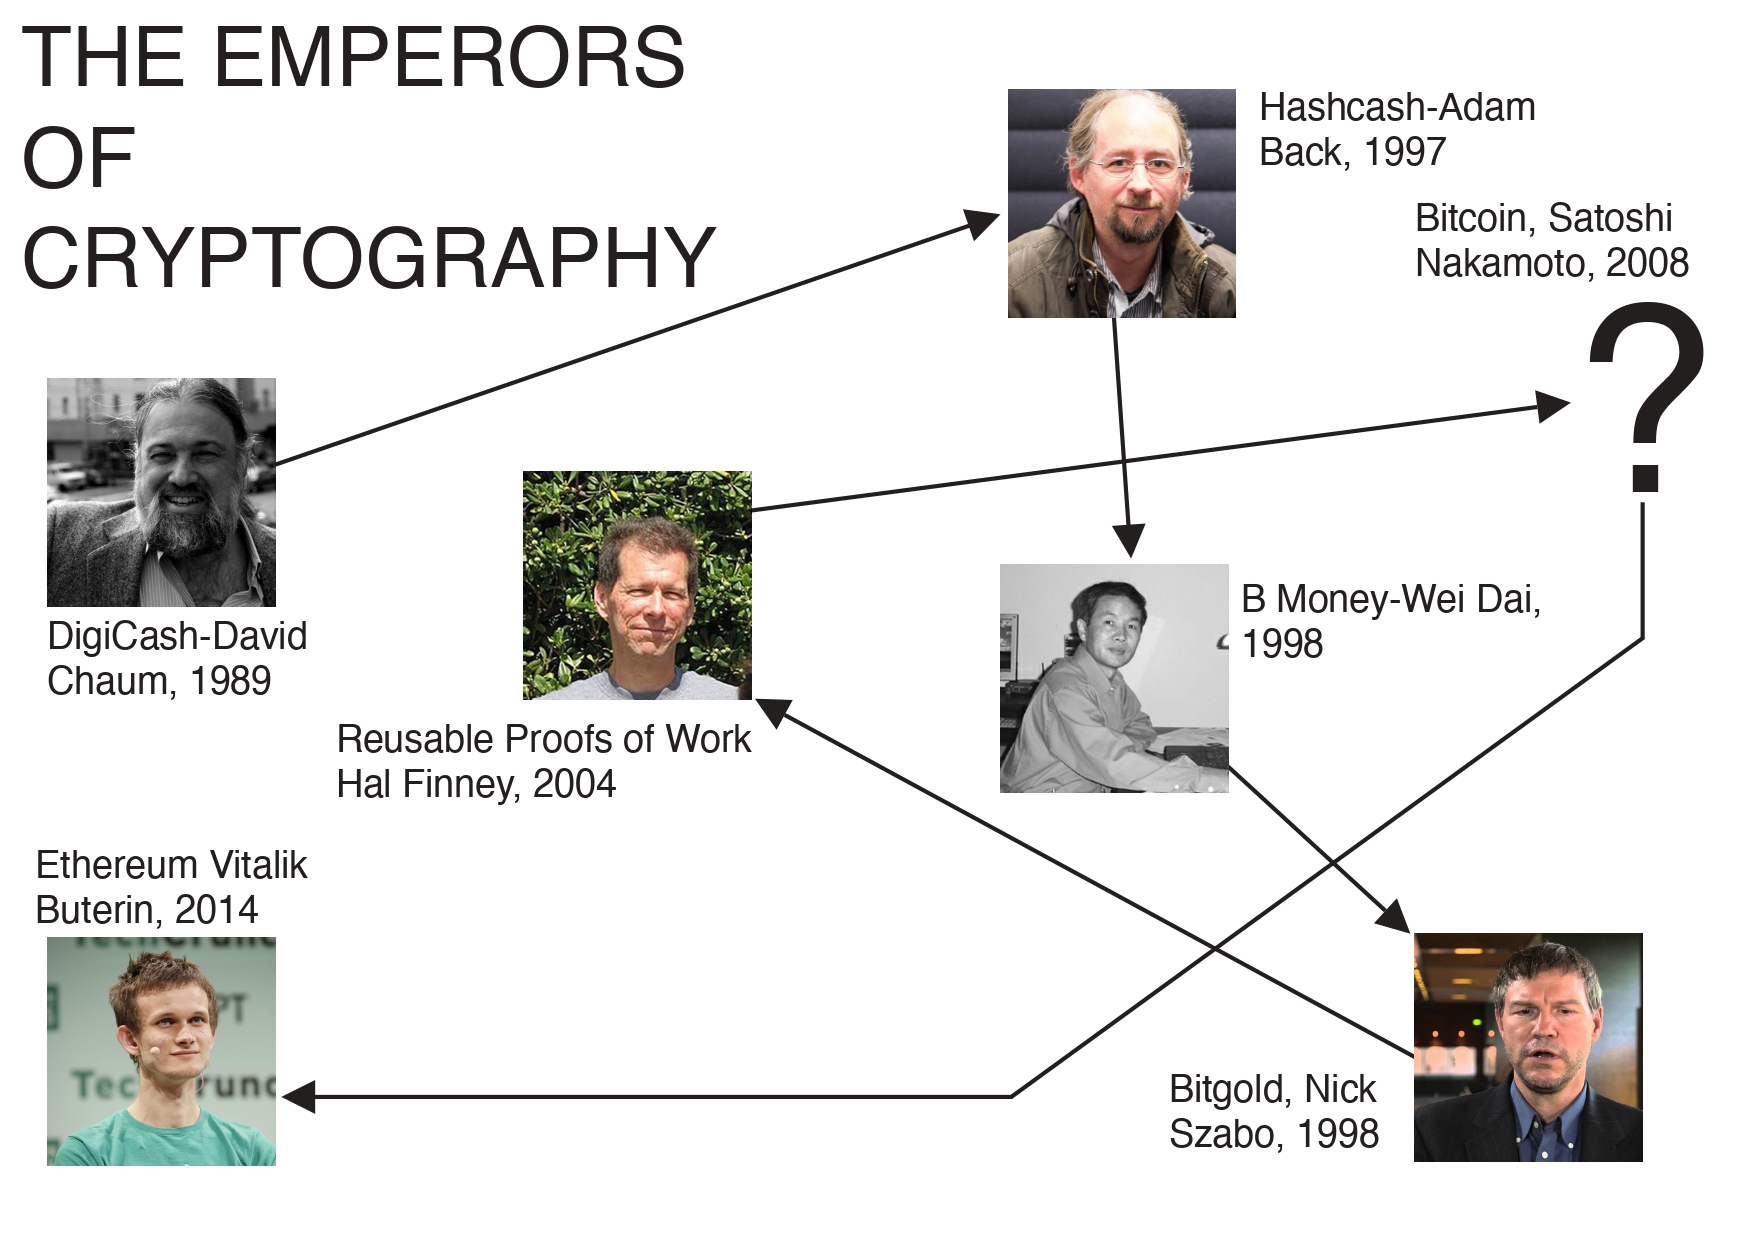 THE EMPERORS
OF
CRYPTOGRAPHY
Hashcash-Adam
Back, 1997
Bitcoin, Satoshi
Nakamoto, 2008
?
DigiCash-David
Chaum, 1989
B Money-Wei Dai,
1998
Reusable Proofs of Work
Hal Finney, 2004
Ethereum Vitalik
Buterin, 2014
Bitgold, Nick
Szabo, 1998